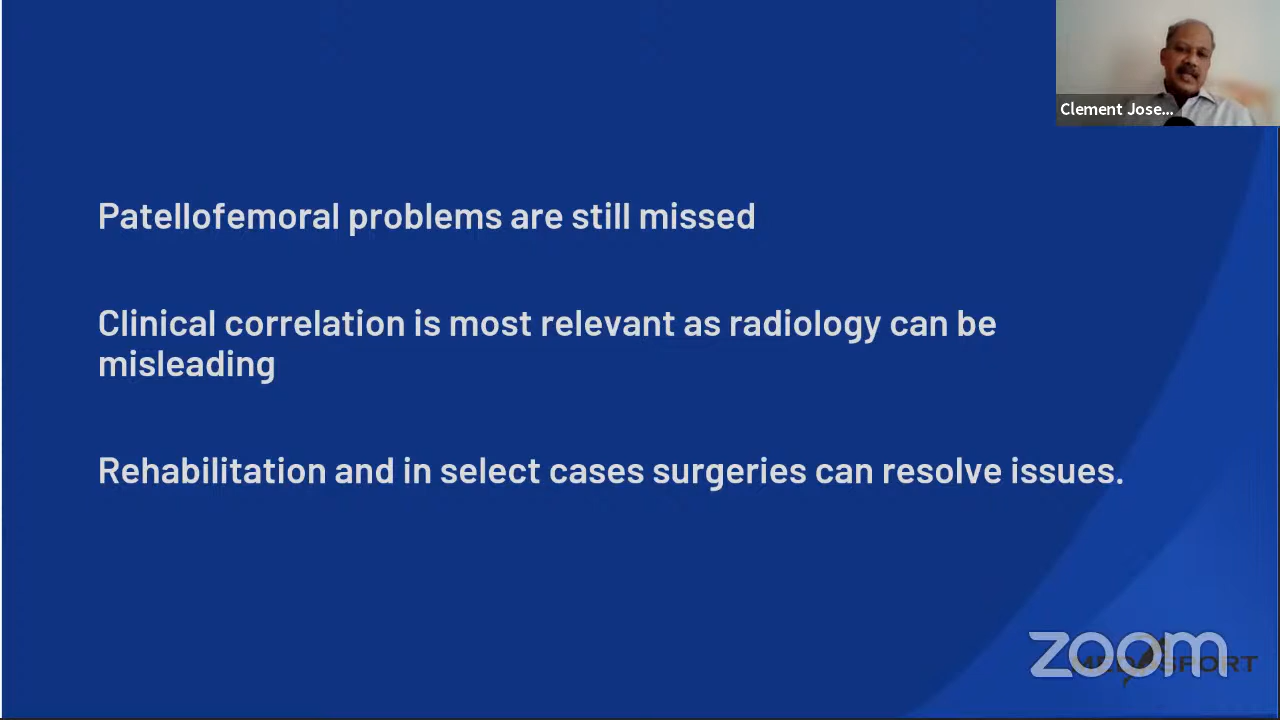 Clement Jose...
Patellofemoral problems are still missed
Clinical correlation is most relevant as radiology can be
misleading
Rehabilitation and in select cases surgeries can resolve issues.
zoom
MEDASPORT